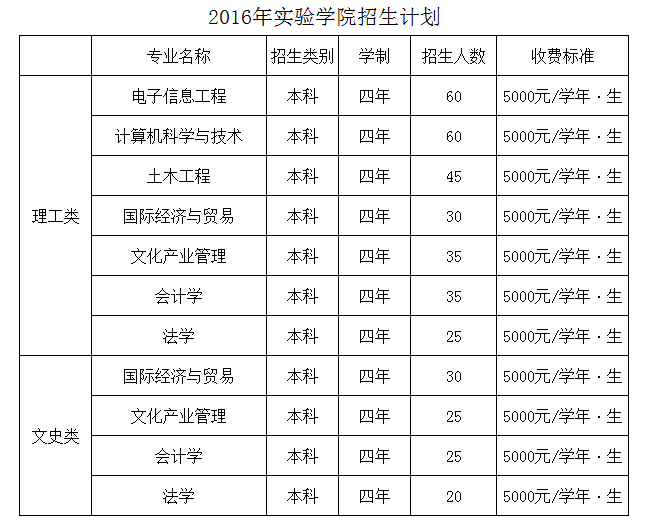 2016年实验学院招生计划
专业名称 招生类别 学制 招生人数 收费标准
理工类
电子信息工程 本科 四年 60 5000元/学年·生
计算机科学与技术 本科 四年 60 5000元/学年·生
土木工程 本科 四年 45 5000元/学年·生
国际经济与贸易 本科 四年 30 5000元/学年·生
文化产业管理 本科 四年 35 5000元/学年·生
会计学 本科 四年 35 5000元/学年·生
法学 本科 四年 25 5000元/学年·生
文史类
国际经济与贸易 本科 四年 30 5000元/学年·生
文化产业管理 本科 四年 25 5000元/学年·生
会计学 本科 四年 25 5000元/学年·生
法学 本科 四年 20 5000元/学年·生